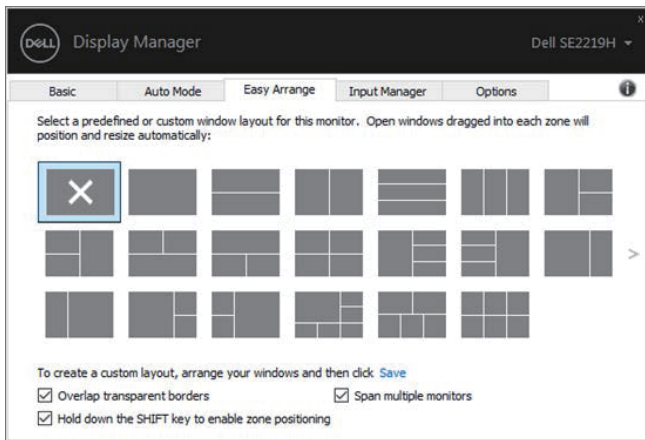 x
DELL Display Manager Dell SE2219H
Basic Auto Mode Easy Arrange Input Manager Options
Select a predefined or custom window layout for this monitor. Open windows dragged into each zone will
position and resize automatically:
To create a custom layout, arrange your windows and then click Save
Overlap transparent borders Span multiple monitors
Hold down the SHIFT key to enable zone positioning